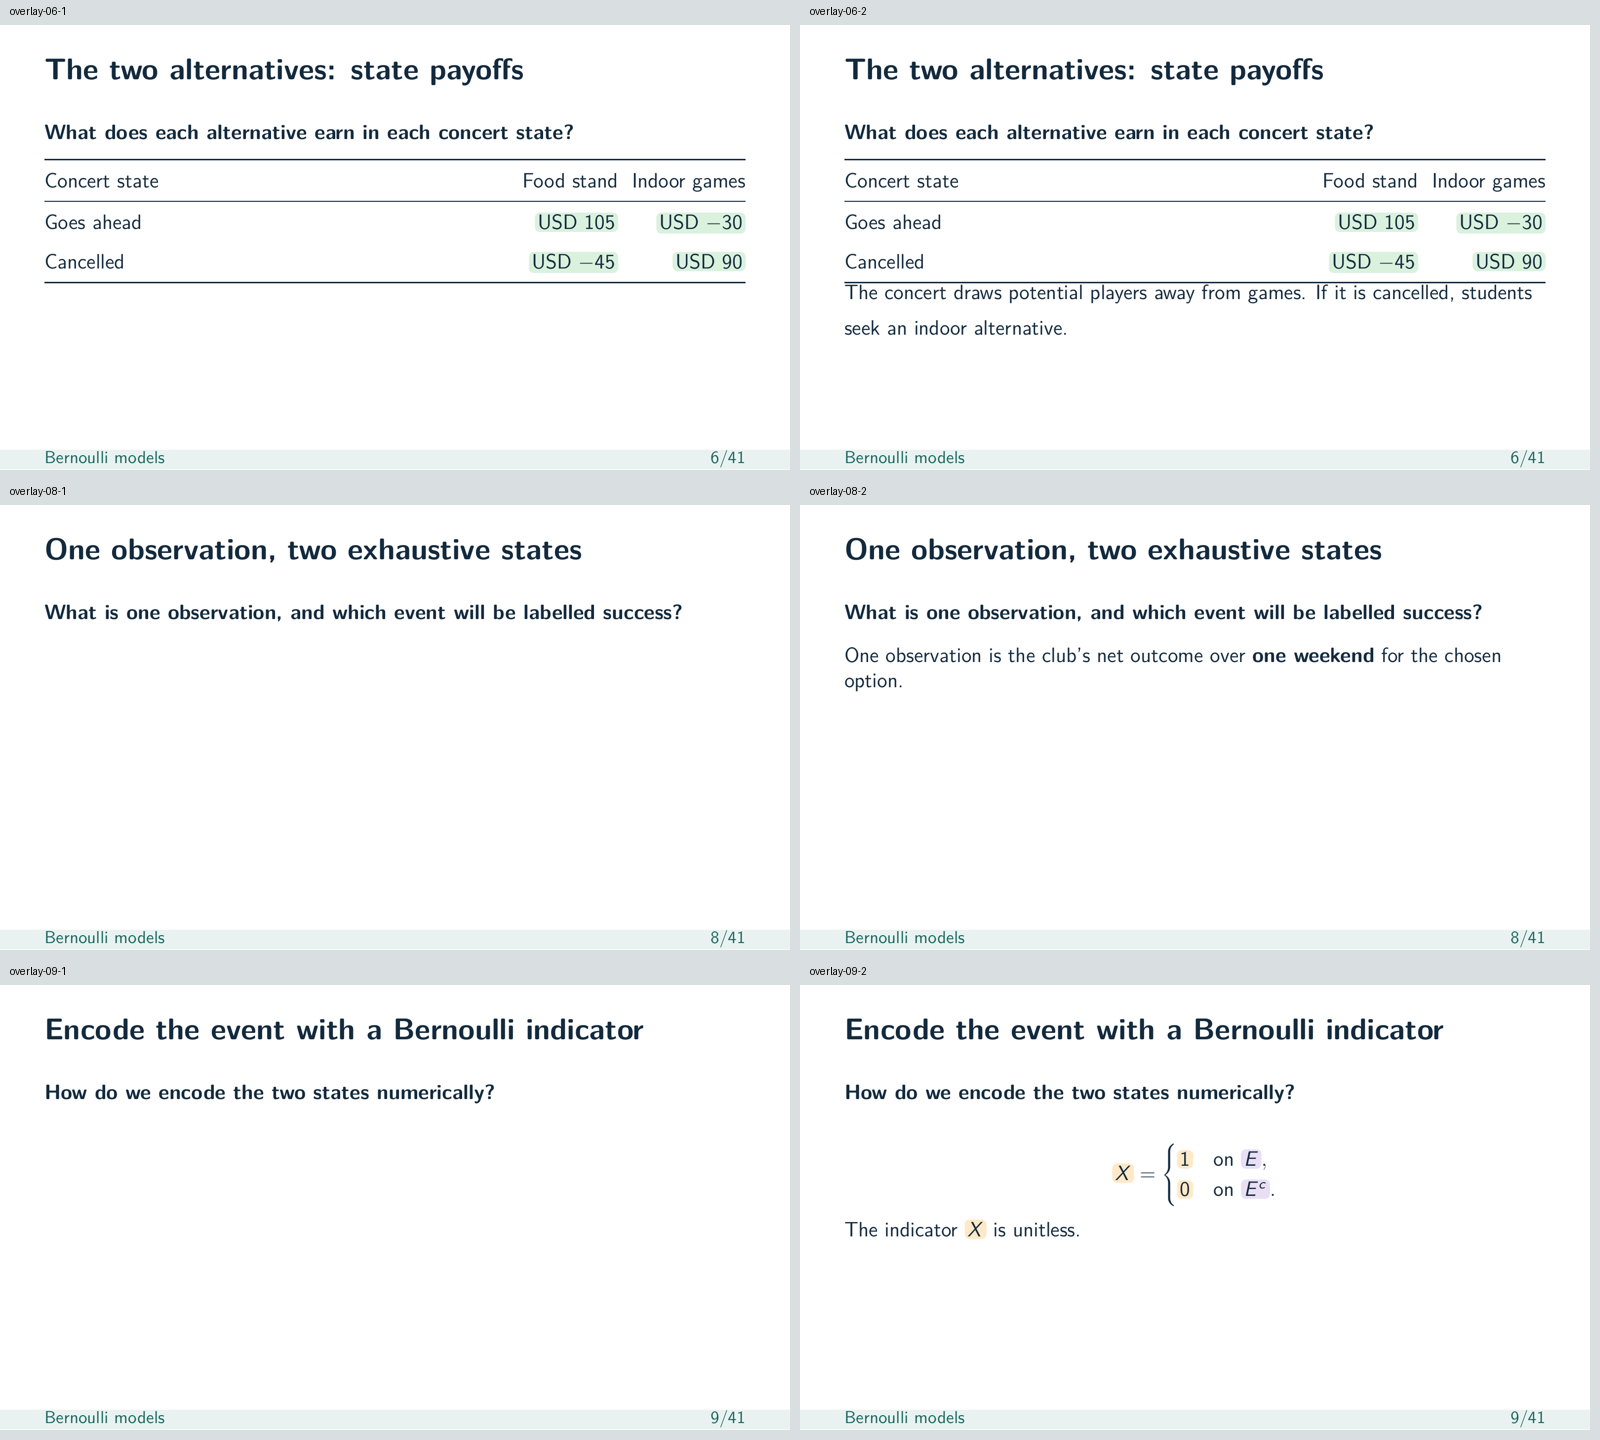 overlay-06-1
The two alternatives: state payoffs
What does each alternative earn in each concert state?
Concert state Food stand Indoor games
Goes ahead USD 105 USD −30
Cancelled USD −45 USD 90
Bernoulli models 6/41
overlay-06-2
The two alternatives: state payoffs
What does each alternative earn in each concert state?
Concert state Food stand Indoor games
Goes ahead USD 105 USD −30
Cancelled USD −45 USD 90
The concert draws potential players away from games. If it is cancelled, students
seek an indoor alternative.
Bernoulli models 6/41
overlay-08-1
One observation, two exhaustive states
What is one observation, and which event will be labelled success?
Bernoulli models 8/41
overlay-08-2
One observation, two exhaustive states
What is one observation, and which event will be labelled success?
One observation is the club's net outcome over one weekend for the chosen
option.
Bernoulli models 8/41
overlay-09-1
Encode the event with a Bernoulli indicator
How do we encode the two states numerically?
Bernoulli models 9/41
overlay-09-2
Encode the event with a Bernoulli indicator
How do we encode the two states numerically?
X = { 1 on E,
0 on E^c.
The indicator X is unitless.
Bernoulli models 9/41